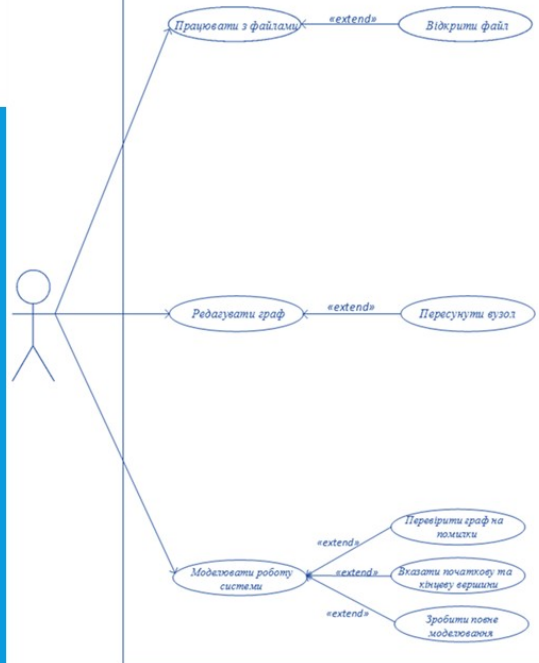 Працювати з файлами
«extend»
Відкрити файл
Редагувати граф
«extend»
Пересунути вузол
Перевірити граф на
помилки
«extend»
Моделювати роботу
системи
«extend»
Вказати початкову та
кінцеву вершини
«extend»
Зробити повне
моделювання